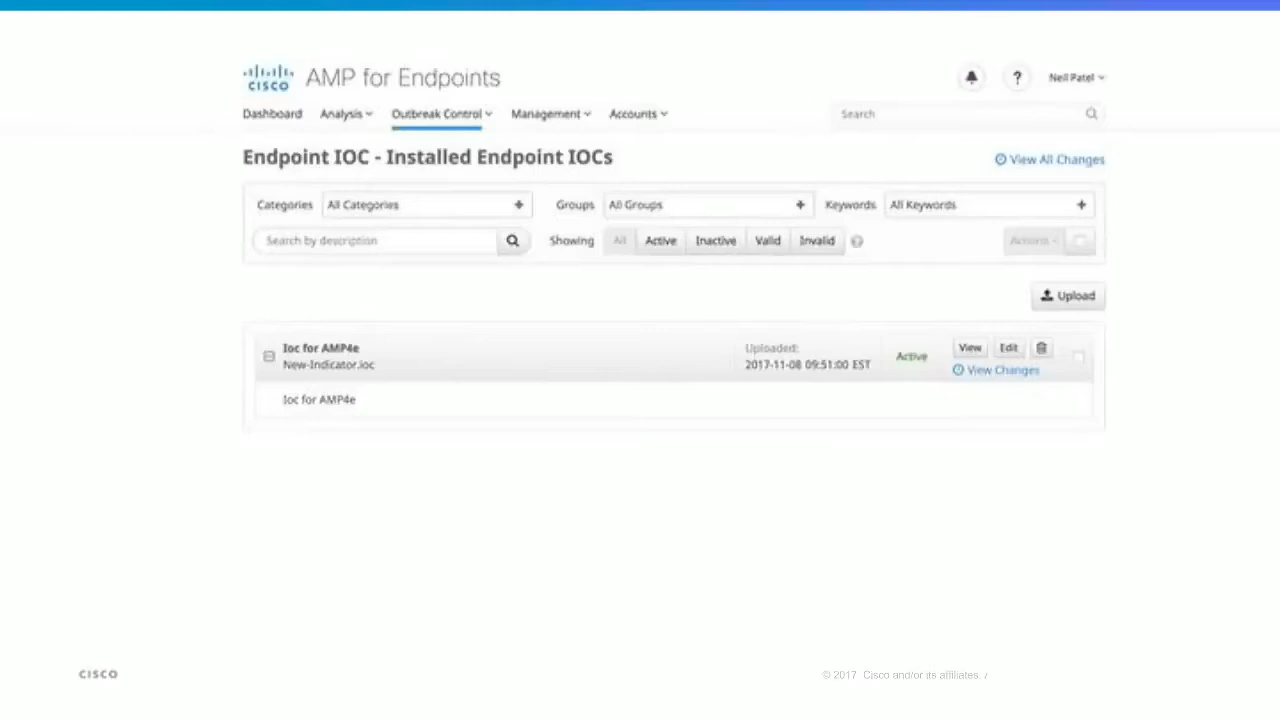 CISCO AMP for Endpoints ? Neil Patel
Dashboard Analysis Outbreak Control Management Accounts Search
Endpoint IOC - Installed Endpoint IOCs View All Changes
Categories All Categories + Groups All Groups + Keywords All Keywords +
Search by description Showing All Active Inactive Valid Invalid Actions
Upload
Ioc for AMP4e Uploaded: View Edit
New-Indicator.ioc 2017-11-08 09:51:00 EST Active View Changes
Ioc for AMP4e
CISCO © 2017 Cisco and/or its affiliates. /